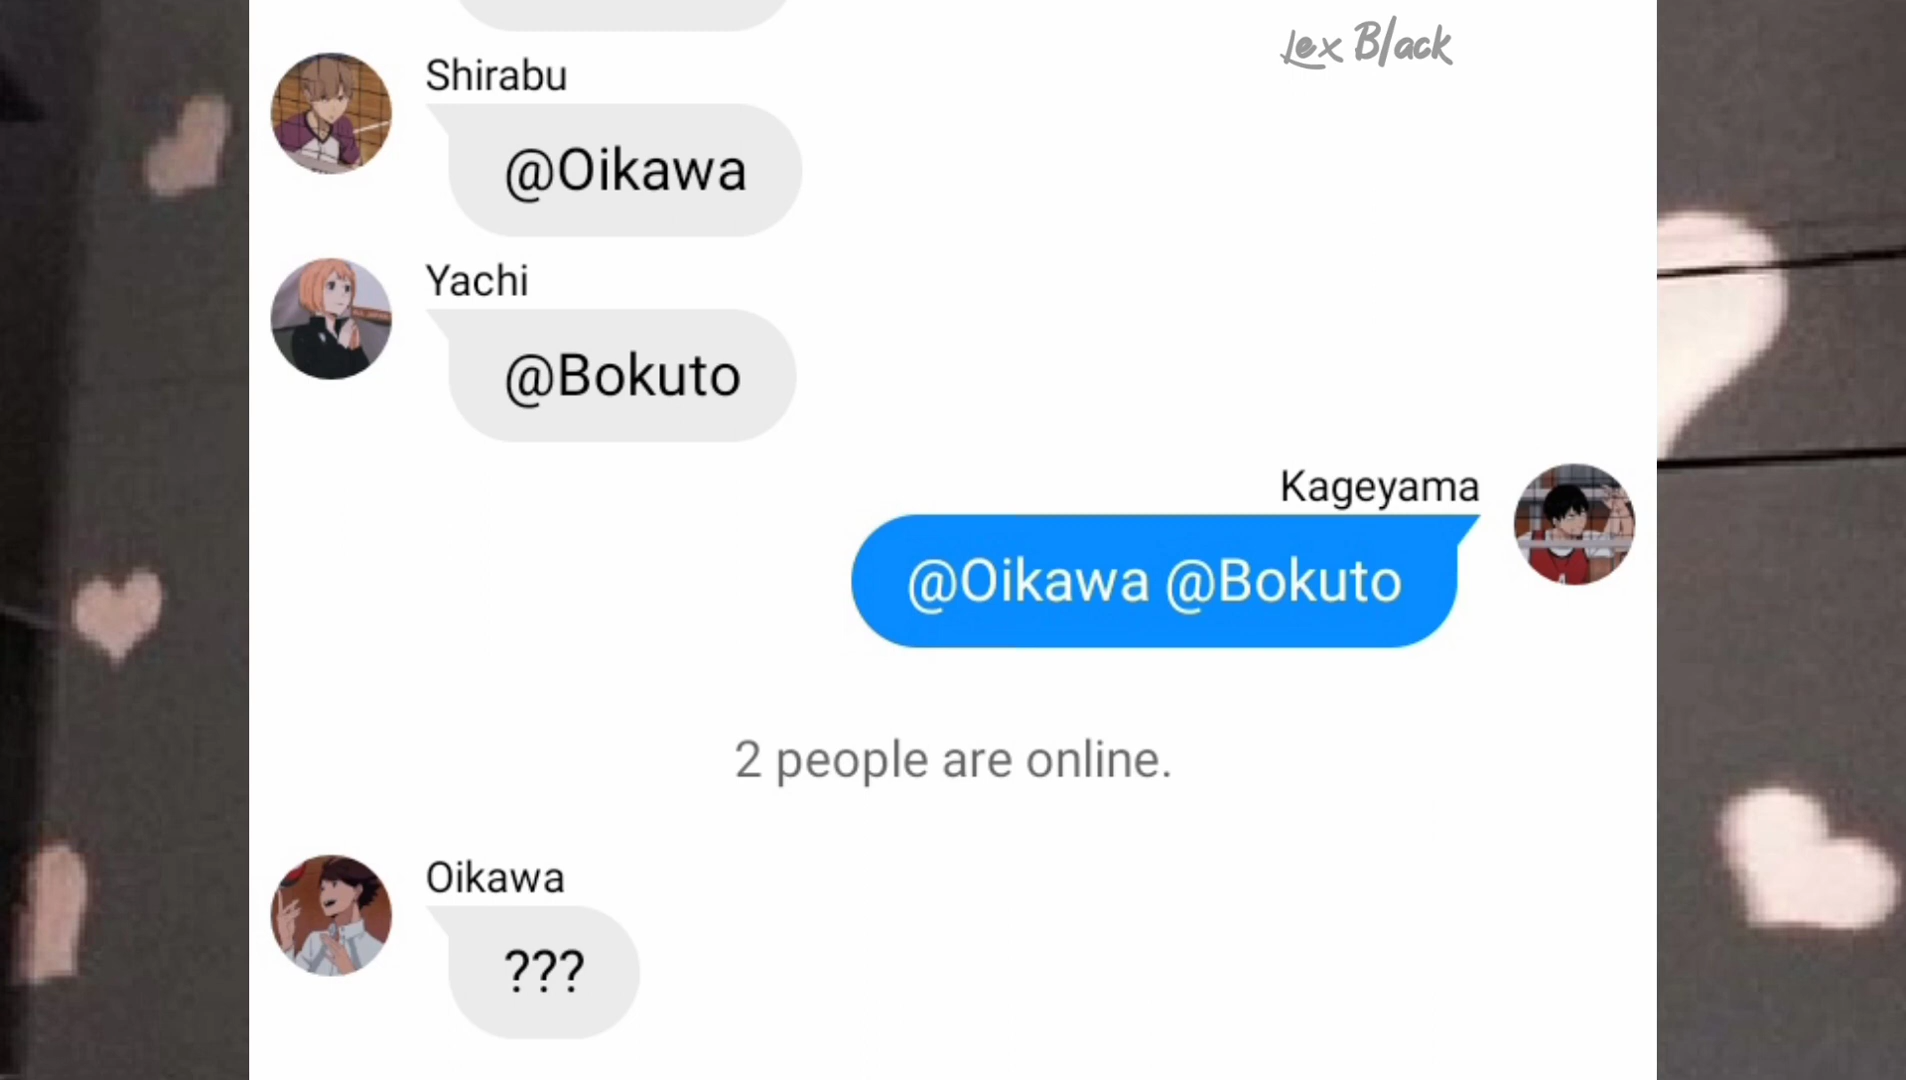 Lex Black
Shirabu
@Oikawa
Yachi
@Bokuto
Kageyama
@Oikawa @Bokuto
2 people are online.
Oikawa
???